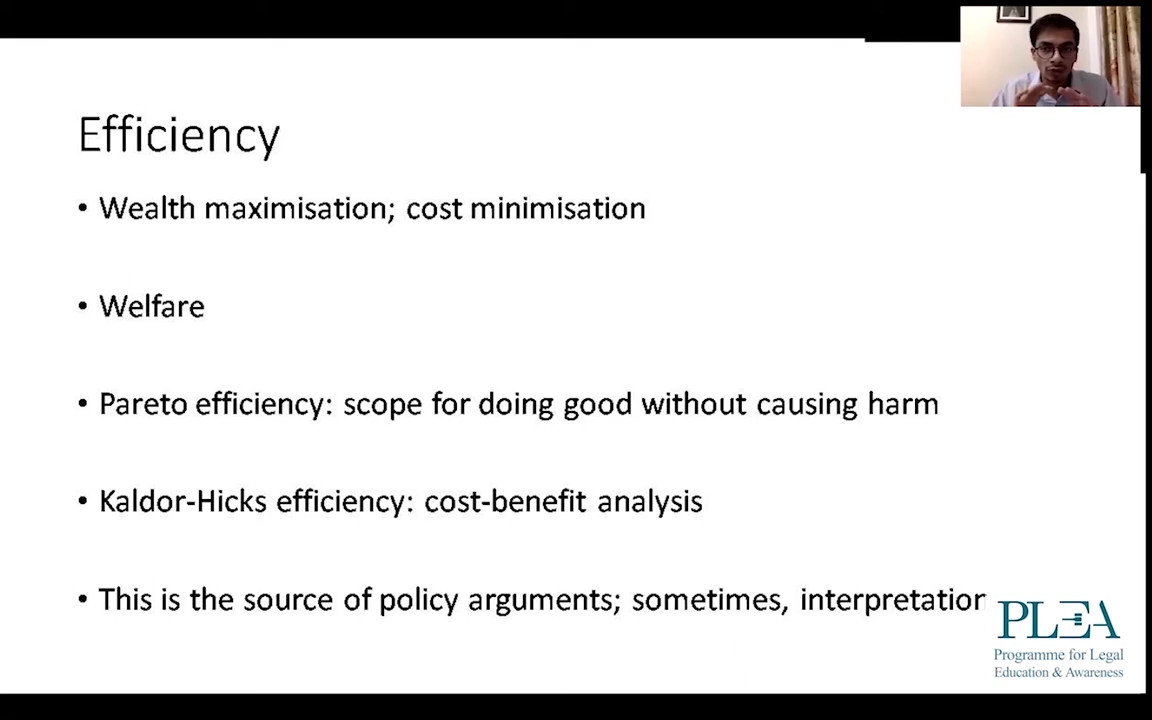 Efficiency
• Wealth maximisation; cost minimisation
• Welfare
• Pareto efficiency: scope for doing good without causing harm
• Kaldor-Hicks efficiency: cost-benefit analysis
• This is the source of policy arguments; sometimes, interpretation
PLEA
Programme for Legal
Education & Awareness